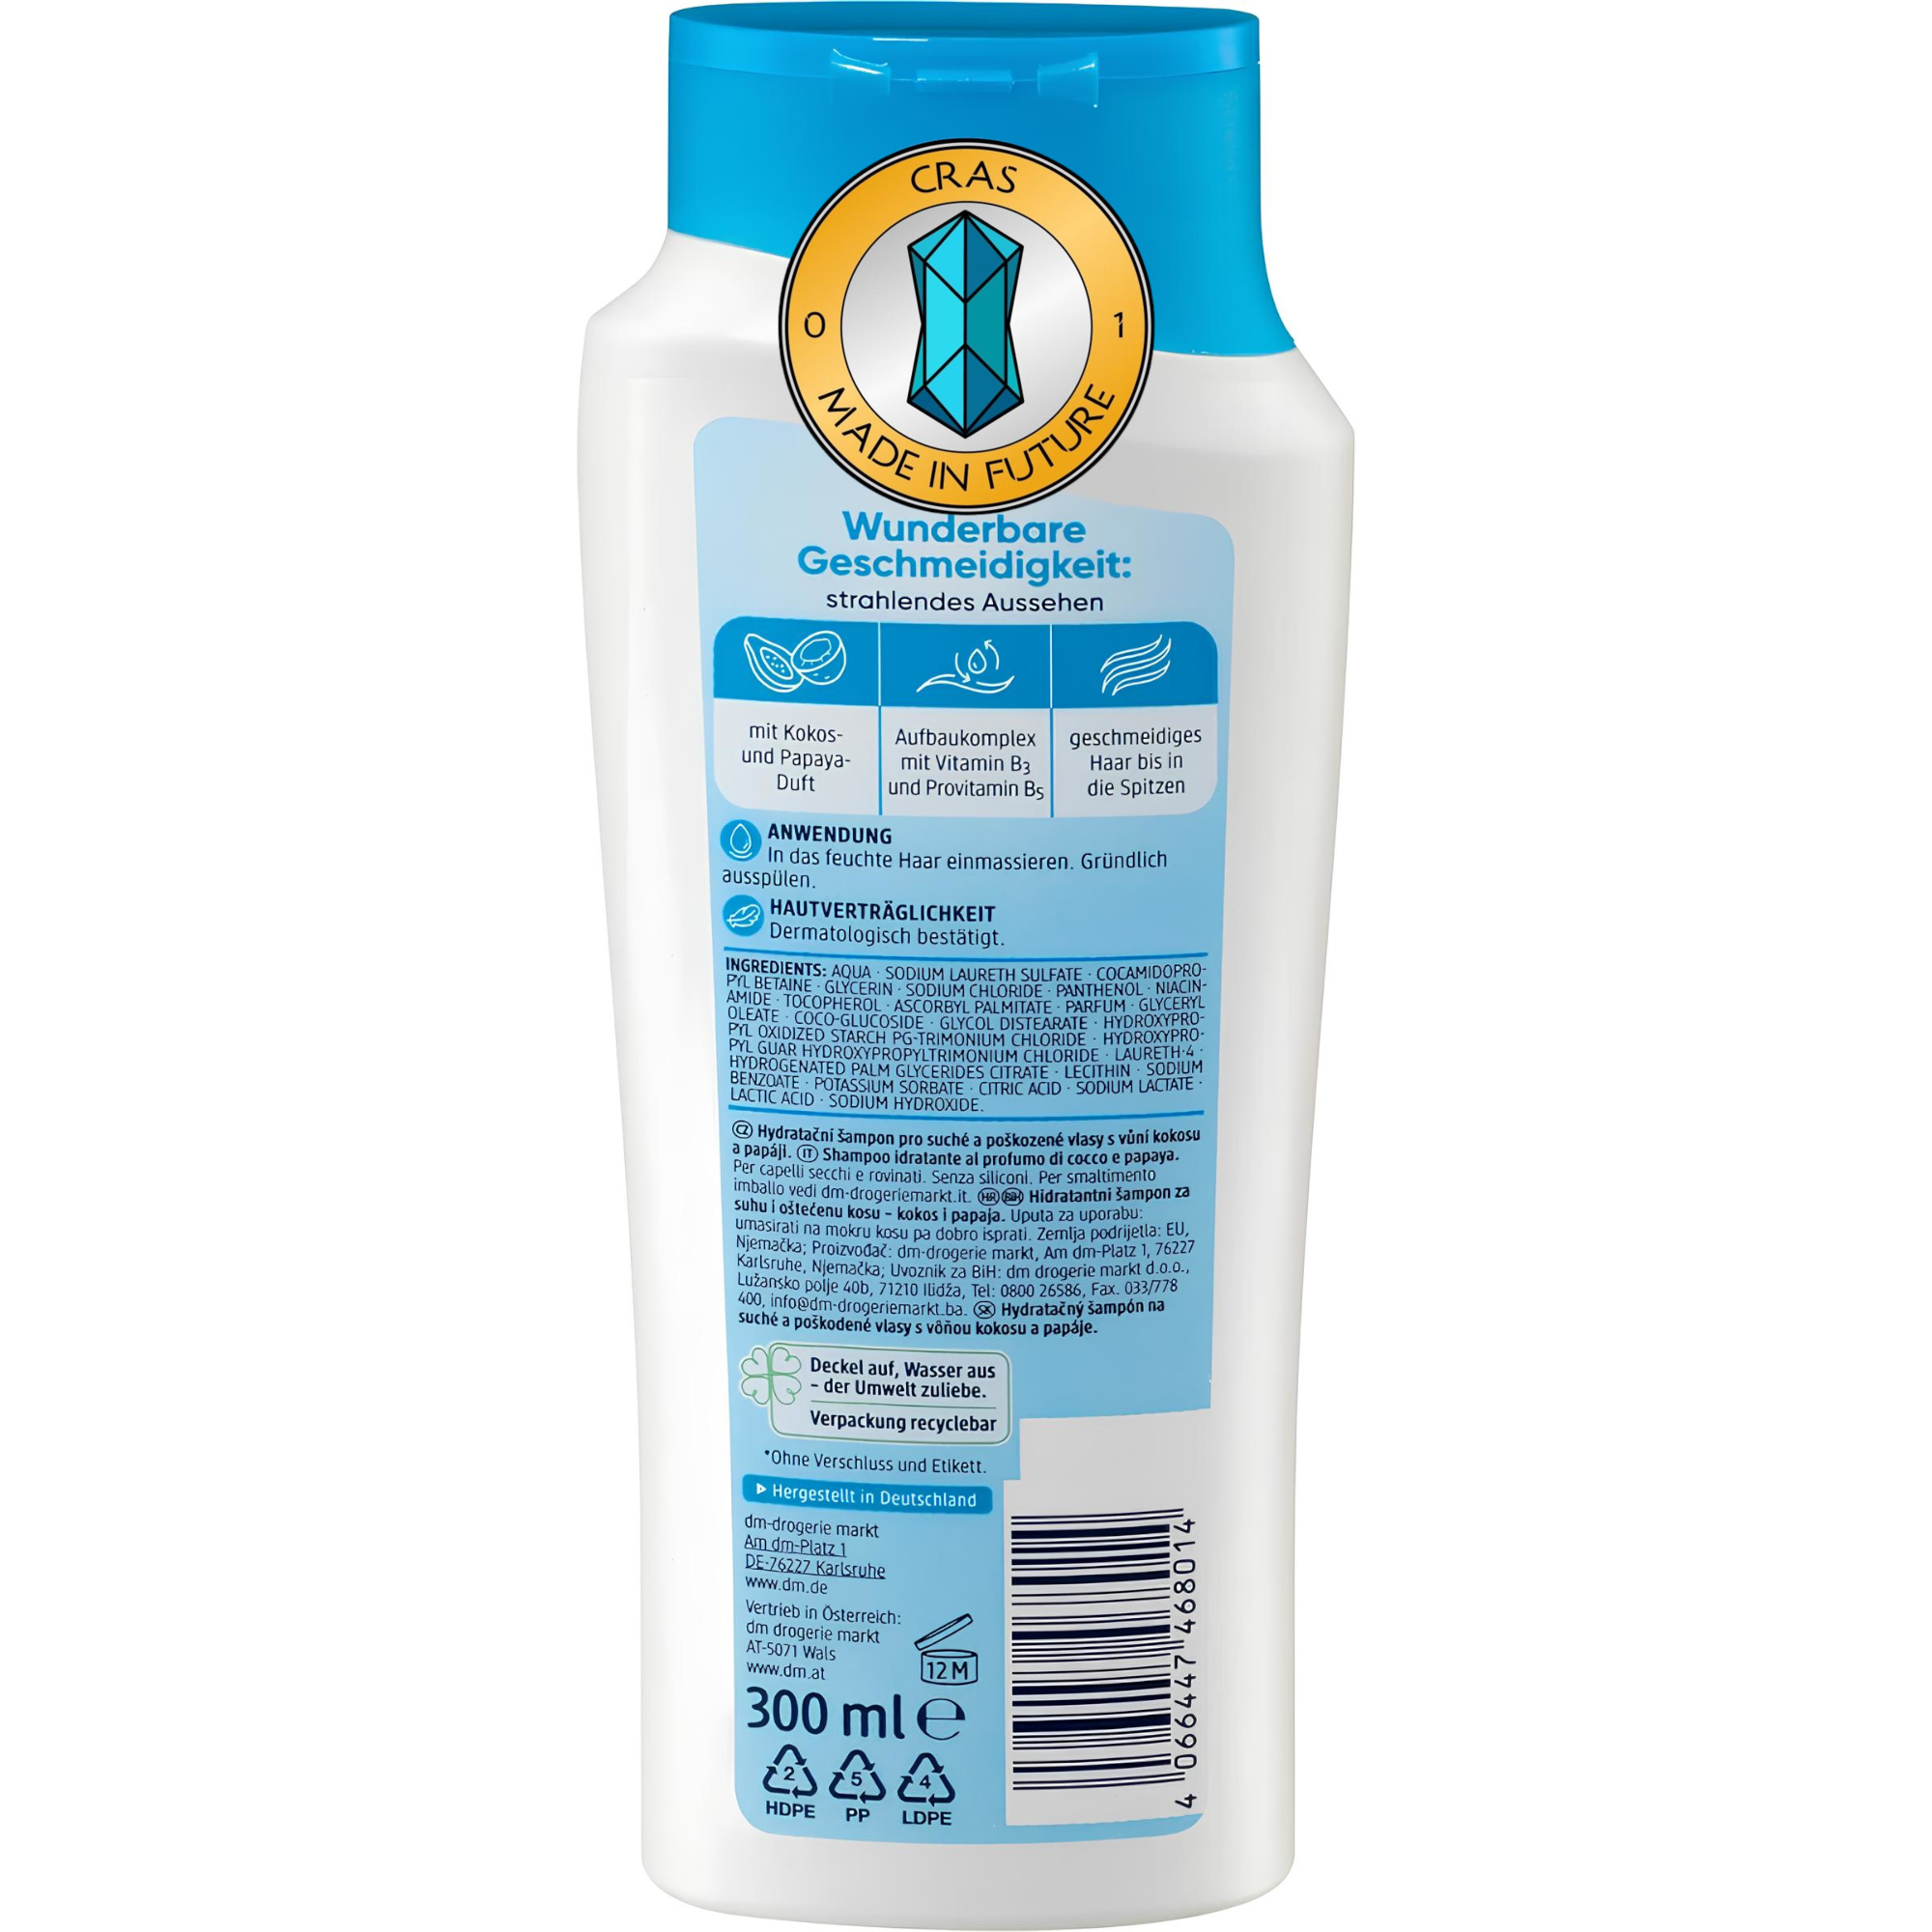 CRAS
0 1
MADE IN FUTURE
Wunderbare
Geschmeidigkeit:
strahlendes Aussehen
mit Kokos-
und Papaya-
Duft
Aufbaukomplex
mit Vitamin B3
und Provitamin B5
geschmeidiges
Haar bis in
die Spitzen
ANWENDUNG
In das feuchte Haar einmassieren. Gründlich
ausspülen.
HAUTVERTRÄGLICHKEIT
Dermatologisch bestätigt.
INGREDIENTS: AQUA · SODIUM LAURETH SULFATE · COCAMIDOPRO-
PYL BETAINE · GLYCERIN · SODIUM CHLORIDE · PANTHENOL · NIACIN-
AMIDE · TOCOPHEROL · ASCORBYL PALMITATE · PARFUM · GLYCERYL
OLEATE · COCO-GLUCOSIDE · GLYCOL DISTEARATE · HYDROXYPRO-
PYL OXIDIZED STARCH PG-TRIMONIUM CHLORIDE · HYDROXYPRO-
PYL GUAR HYDROXYPROPYLTRIMONIUM CHLORIDE · LAURETH-4 ·
HYDROGENATED PALM GLYCERIDES CITRATE · LECITHIN · SODIUM
BENZOATE · POTASSIUM SORBATE · CITRIC ACID · SODIUM LACTATE ·
LACTIC ACID · SODIUM HYDROXIDE.
CZ Hydratační šampon pro suché a poškozené vlasy s vůní kokosu
a papáji. IT Shampoo idratante al profumo di cocco e papaya.
Per capelli secchi e rovinati. Senza siliconi. Per smaltimento
imballo vedi dm-drogeriemarkt.it. HR BIH Hidratantni šampon za
suhu i oštećenu kosu – kokos i papaja. Uputa za uporabu:
umasirati na mokru kosu pa dobro isprati. Zemlja podrijetla: EU,
Njemačka; Proizvođač: dm-drogerie markt, Am dm-Platz 1, 76227
Karlsruhe, Njemačka; Uvoznik za BiH: dm drogerie markt d.o.o.,
Lužansko polje 40b, 71210 Ilidža, Tel: 0800 26586, Fax. 033/778
400, info@dm-drogeriemarkt.ba. SK Hydratačný šampón na
suché a poškodené vlasy s vôňou kokosu a papáje.
Deckel auf, Wasser aus
– der Umwelt zuliebe.
Verpackung recyclebar
*Ohne Verschluss und Etikett.
Hergestellt in Deutschland
dm-drogerie markt
Am dm-Platz 1
DE-76227 Karlsruhe
www.dm.de
Vertrieb in Österreich:
dm drogerie markt
AT-5071 Wals
www.dm.at
12 M
300 ml e
2 5 4
HDPE PP LDPE
4 066447 468014